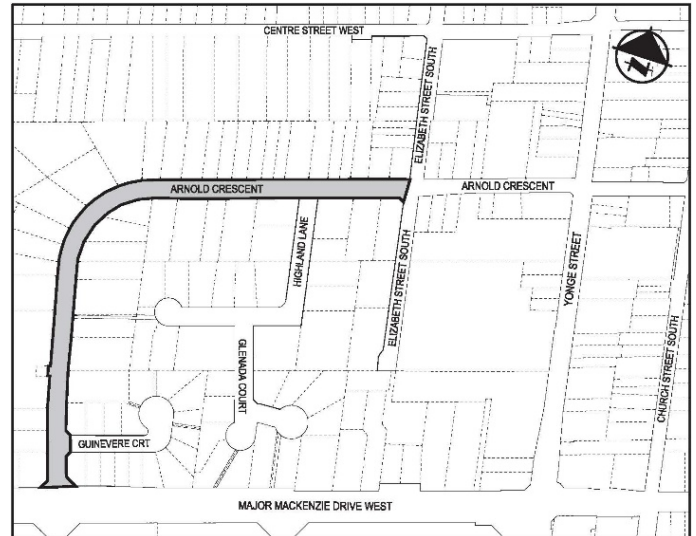 CENTRE STREET WEST
ELIZABETH STREET SOUTH
ARNOLD CRESCENT
ARNOLD CRESCENT
HIGHLAND LANE
ELIZABETH STREET SOUTH
YONGE STREET
GLENADA COURT
CHURCH STREET SOUTH
GUINEVERE CRT
MAJOR MACKENZIE DRIVE WEST
N